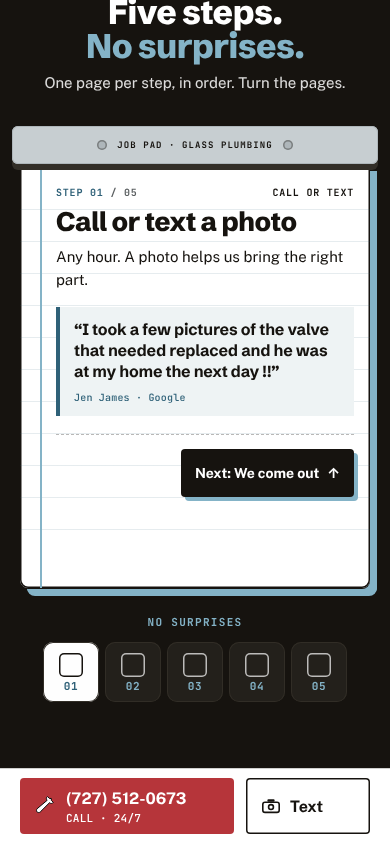 Five steps.
No surprises.
One page per step, in order. Turn the pages.
JOB PAD · GLASS PLUMBING
STEP 01 / 05
CALL OR TEXT
Call or text a photo
Any hour. A photo helps us bring the right
part.
“I took a few pictures of the valve
that needed replaced and he was
at my home the next day !!”
Jen James · Google
Next: We come out ↑
NO SURPRISES
01 02 03 04 05
(727) 512-0673
CALL · 24/7
Text